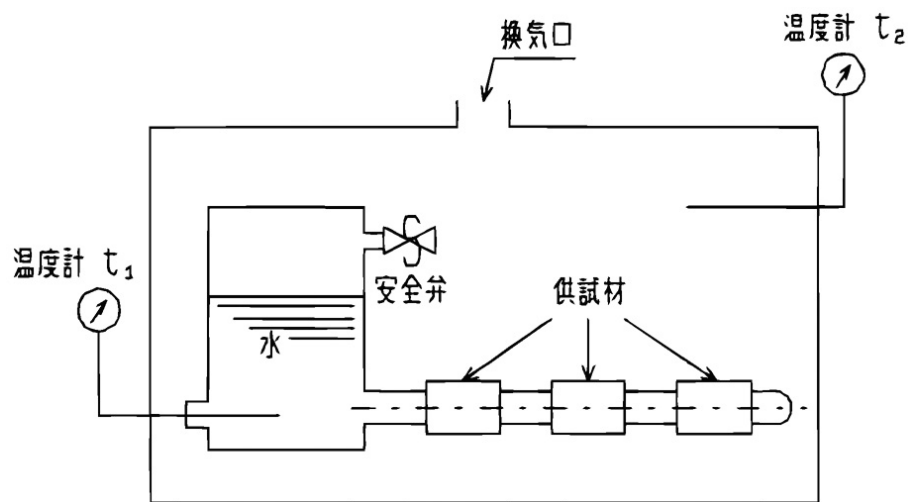 換気口
温度計 t₂
温度計 t₁
安全弁
水
供試材